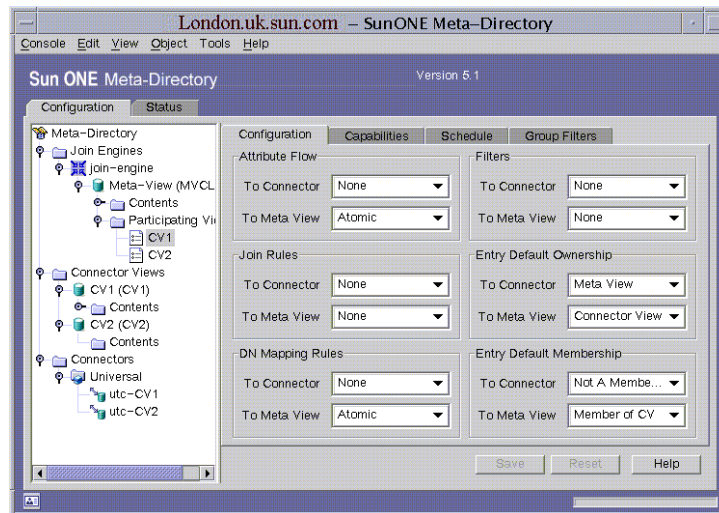 London.uk.sun.com – SunONE Meta–Directory
Console Edit View Object Tools Help
Sun ONE Meta-Directory
Version 5.1
Configuration Status
Meta-Directory
Join Engines
join-engine
Meta-View (MVCL
Contents
Participating Vi
CV1
CV2
Connector Views
CV1 (CV1)
Contents
CV2 (CV2)
Contents
Connectors
Universal
utc-CV1
utc-CV2
Configuration Capabilities Schedule Group Filters
Attribute Flow
To Connector None
To Meta View Atomic
Filters
To Connector None
To Meta View None
Join Rules
To Connector None
To Meta View None
Entry Default Ownership
To Connector Meta View
To Meta View Connector View
DN Mapping Rules
To Connector None
To Meta View Atomic
Entry Default Membership
To Connector Not A Membe...
To Meta View Member of CV
Save Reset Help